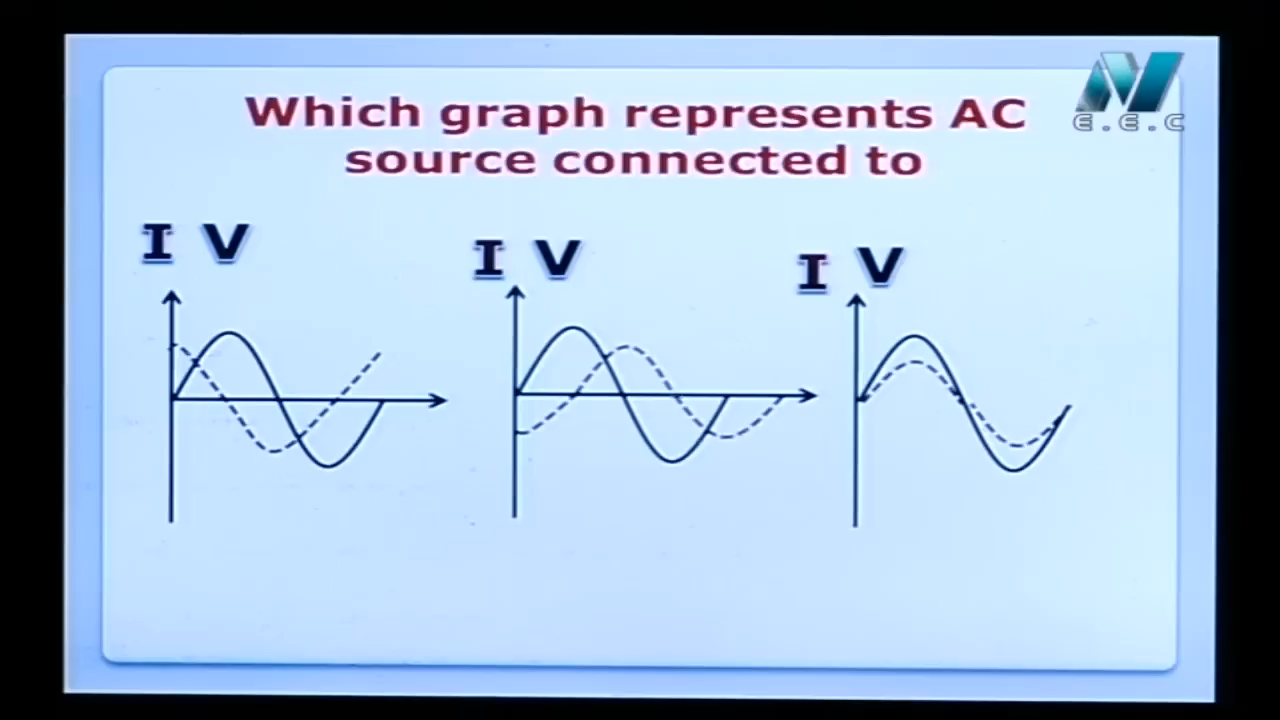 Which graph represents AC
source connected to
I V
I V
I V
E.E.C